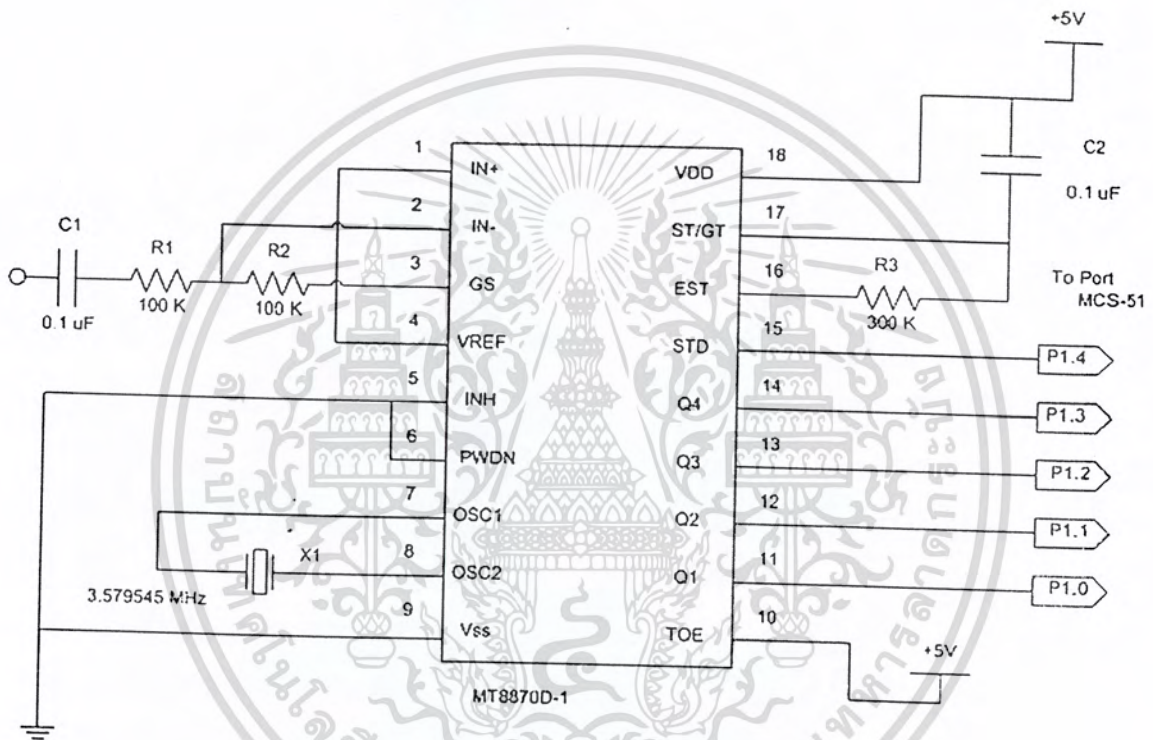 +5V
1
IN+
VDD
18
C2
0.1 uF
2
IN-
ST/GT
17
C1
R1
R2
3
GS
EST
16
R3
To Port
MCS-51
0.1 uF
100 K
100 K
4
VREF
STD
15
300 K
P1.4
5
INH
Q4
14
P1.3
6
PWDN
Q3
13
P1.2
7
OSC1
Q2
12
P1.1
X1
8
OSC2
Q1
11
P1.0
3.579545 MHz
9
Vss
TOE
10
+5V
MT8870D-1